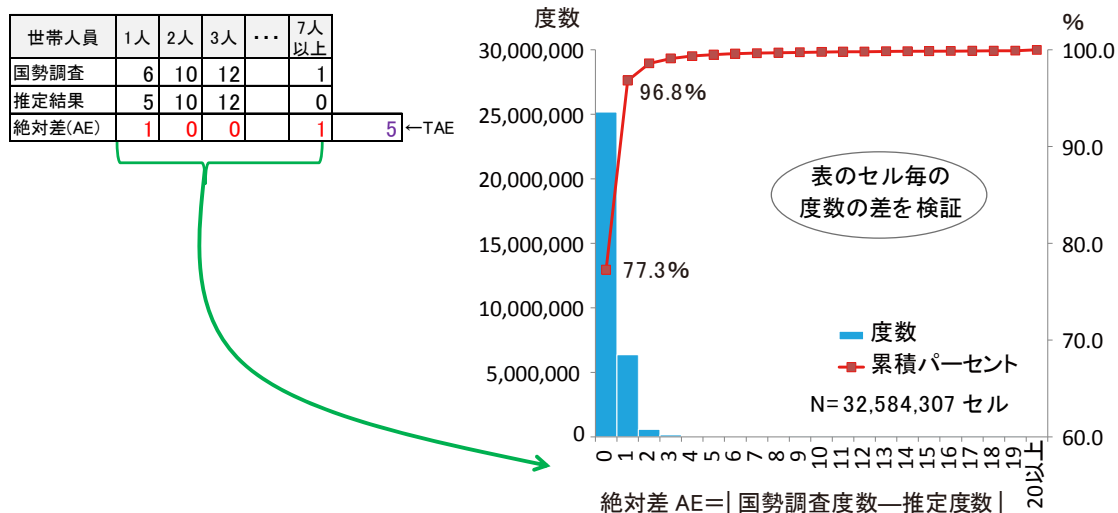 世帯人員 1人 2人 3人 ・・・ 7人以上
国勢調査 6 10 12 1
推定結果 5 10 12 0
絶対差(AE) 1 0 0 1 5 ←TAE
度数
%
30,000,000
25,000,000
20,000,000
15,000,000
10,000,000
5,000,000
0
96.8%
77.3%
表のセル毎の
度数の差を検証
度数
累積パーセント
N=32,584,307 セル
100.0
90.0
80.0
70.0
60.0
0 1 2 3 4 5 6 7 8 9 10 11 12 13 14 15 16 17 18 19 20以上
絶対差 AE=| 国勢調査度数―推定度数 |